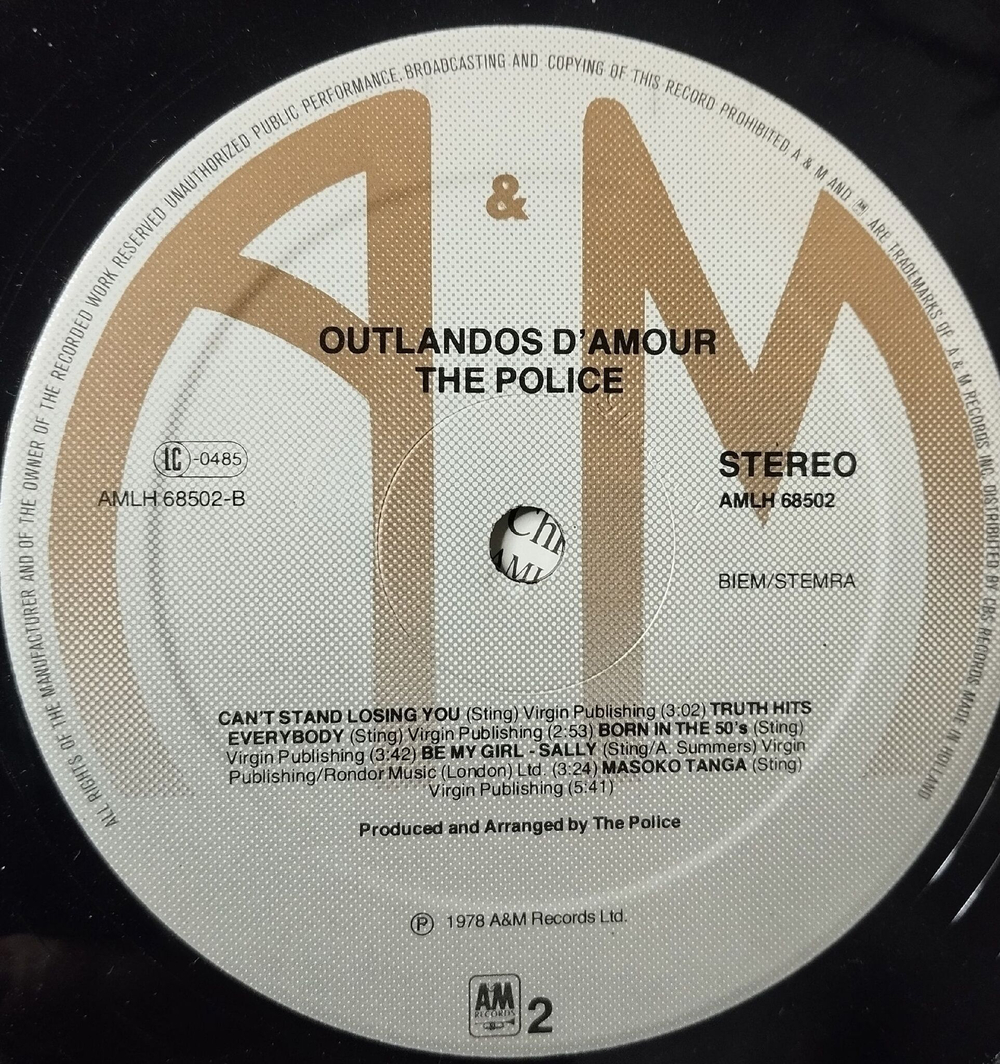 ALL RIGHTS OF THE MANUFACTURER AND OF THE OWNER OF THE RECORDED WORK RESERVED UNAUTHORIZED PUBLIC PERFORMANCE, BROADCASTING AND COPYING OF THIS RECORD PROHIBITED A & M AND ™ ARE TRADEMARKS OF A & M RECORDS INC. DISTRIBUTED BY CBS RECORDS MADE IN HOLLAND
A & M
OUTLANDOS D'AMOUR
THE POLICE
LC-0485
AMLH 68502-B
STEREO
AMLH 68502
BIEM/STEMRA
Ch
AML
CAN'T STAND LOSING YOU (Sting) Virgin Publishing (3:02) TRUTH HITS
EVERYBODY (Sting) Virgin Publishing (2:53) BORN IN THE 50's (Sting)
Virgin Publishing (3:42) BE MY GIRL - SALLY (Sting/A. Summers) Virgin
Publishing/Rondor Music (London) Ltd. (3:24) MASOKO TANGA (Sting)
Virgin Publishing (5:41)
Produced and Arranged by The Police
℗ 1978 A&M Records Ltd.
AM
RECORDS
2